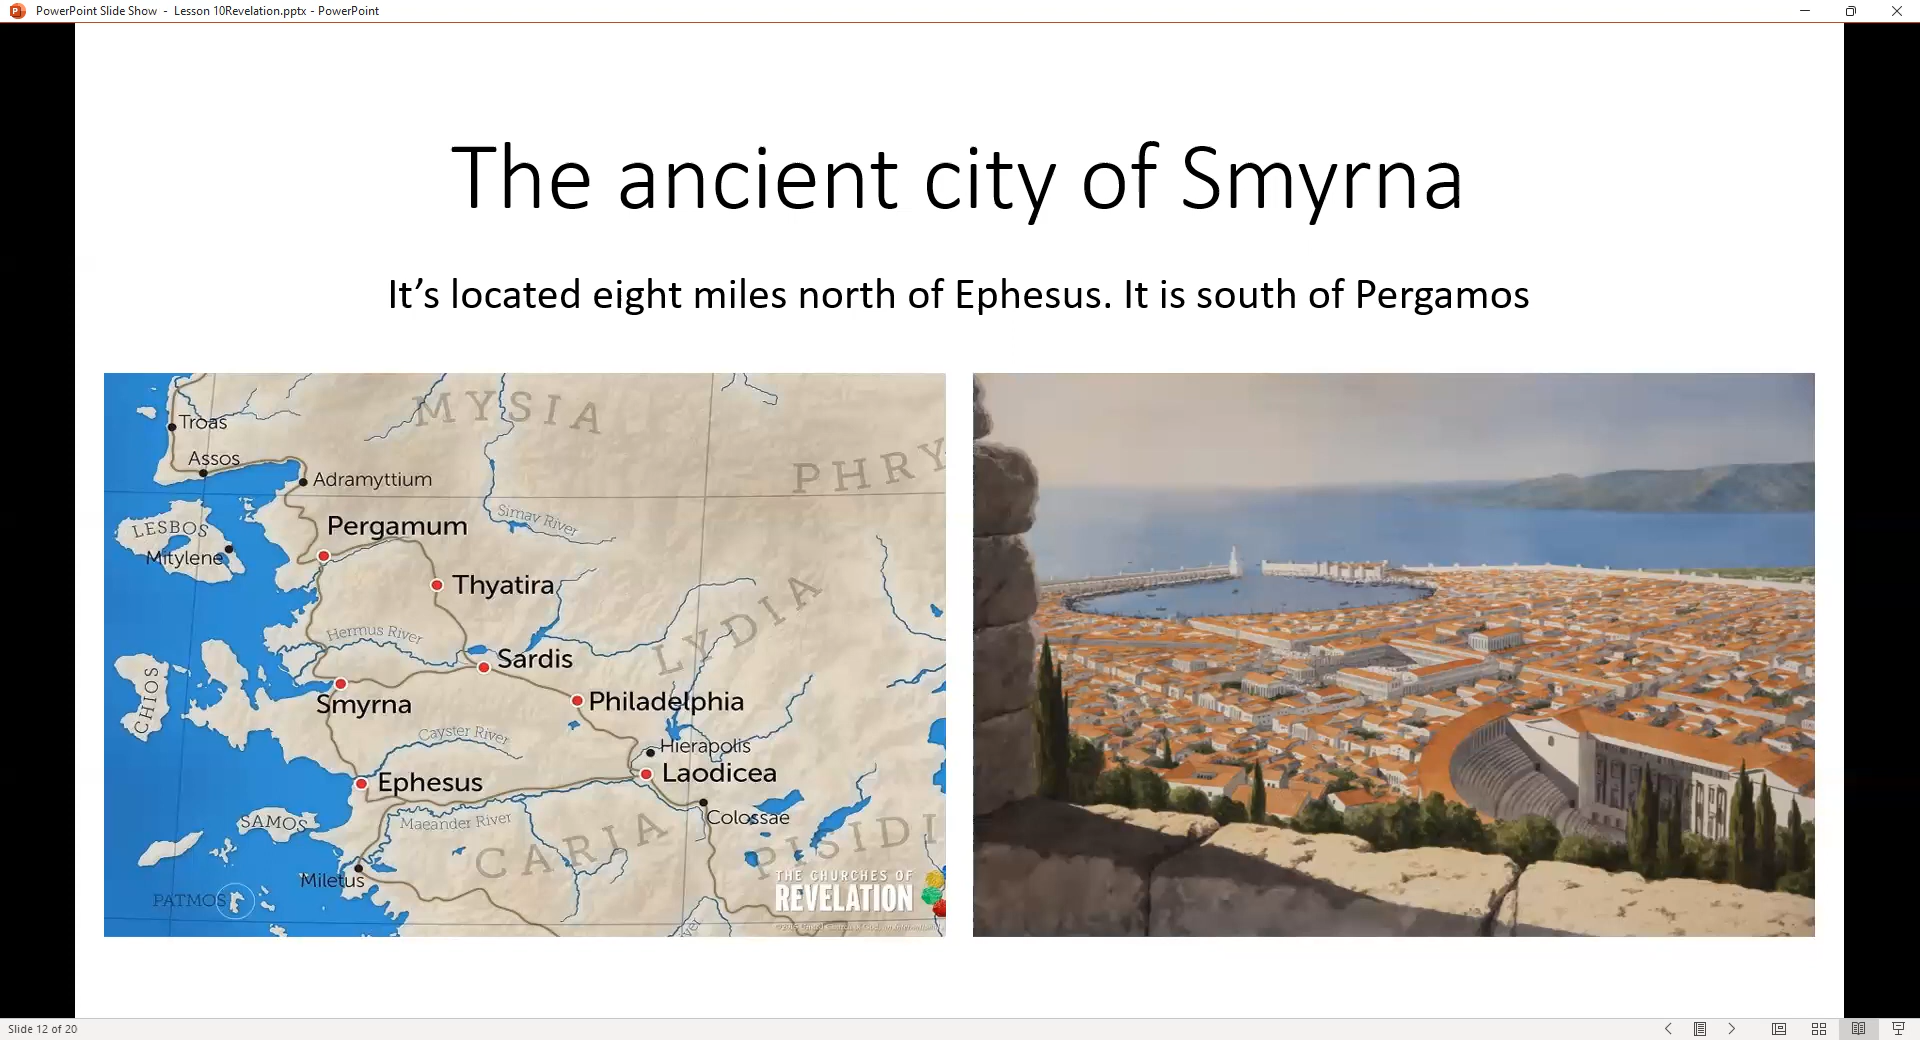 PowerPoint Slide Show - Lesson 10Revelation.pptx - PowerPoint
The ancient city of Smyrna
It’s located eight miles north of Ephesus. It is south of Pergamos
MYSIA
Troas
PHRY
Assos
Adramyttium
Simav River
Pergamum
LESBOS
Mitylene
Thyatira
LYDIA
Hermus River
Sardis
CHIOS
Smyrna
Philadelphia
Cayster River
Hierapolis
Laodicea
Ephesus
SAMOS
Maeander River
Colossae
CARIA
PISIDI
Miletus
THE CHURCHES OF
REVELATION
PATMOS
Slide 12 of 20